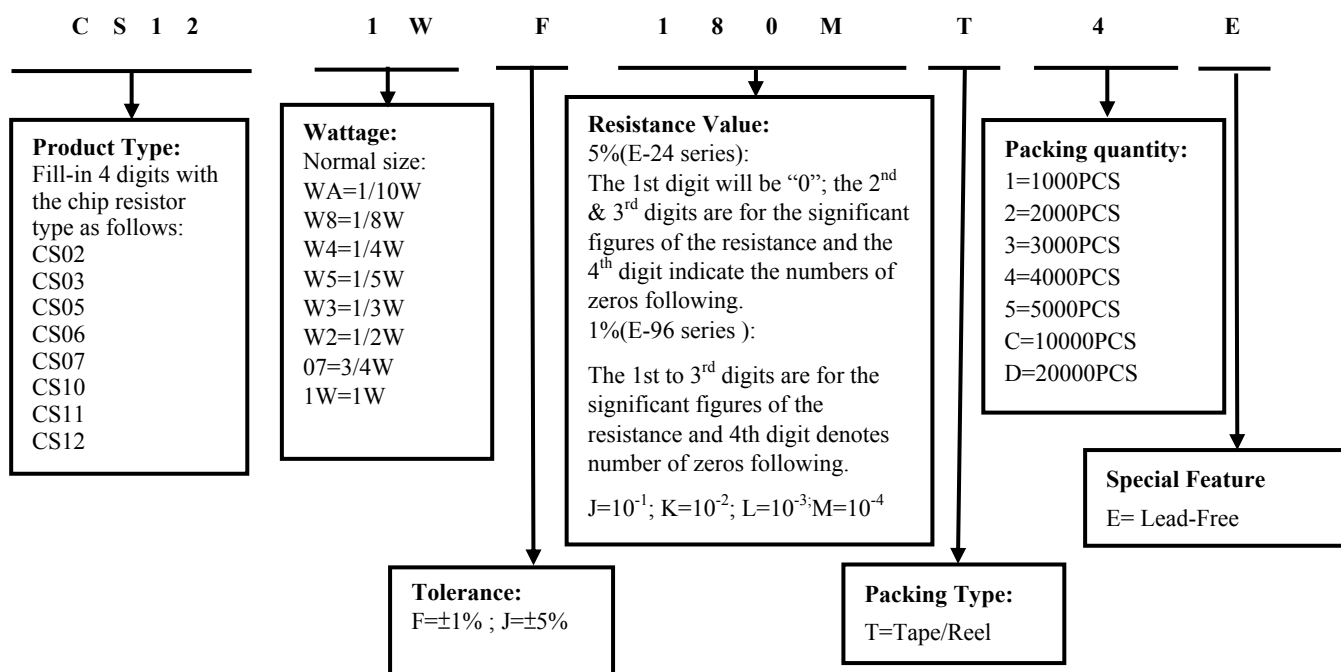 C S 1 2 1 W F 1 8 0 M T 4 E
Product Type:
Fill-in 4 digits with
the chip resistor
type as follows:
CS02
CS03
CS05
CS06
CS07
CS10
CS11
CS12
Wattage:
Normal size:
WA=1/10W
W8=1/8W
W4=1/4W
W5=1/5W
W3=1/3W
W2=1/2W
07=3/4W
1W=1W
Resistance Value:
5%(E-24 series):
The 1st digit will be “0”; the 2nd
& 3rd digits are for the significant
figures of the resistance and the
4th digit indicate the numbers of
zeros following.
1%(E-96 series ):
The 1st to 3rd digits are for the
significant figures of the
resistance and 4th digit denotes
number of zeros following.
J=10-1; K=10-2; L=10-3;M=10-4
Packing quantity:
1=1000PCS
2=2000PCS
3=3000PCS
4=4000PCS
5=5000PCS
C=10000PCS
D=20000PCS
Special Feature
E= Lead-Free
Tolerance:
F=±1% ; J=±5%
Packing Type:
T=Tape/Reel